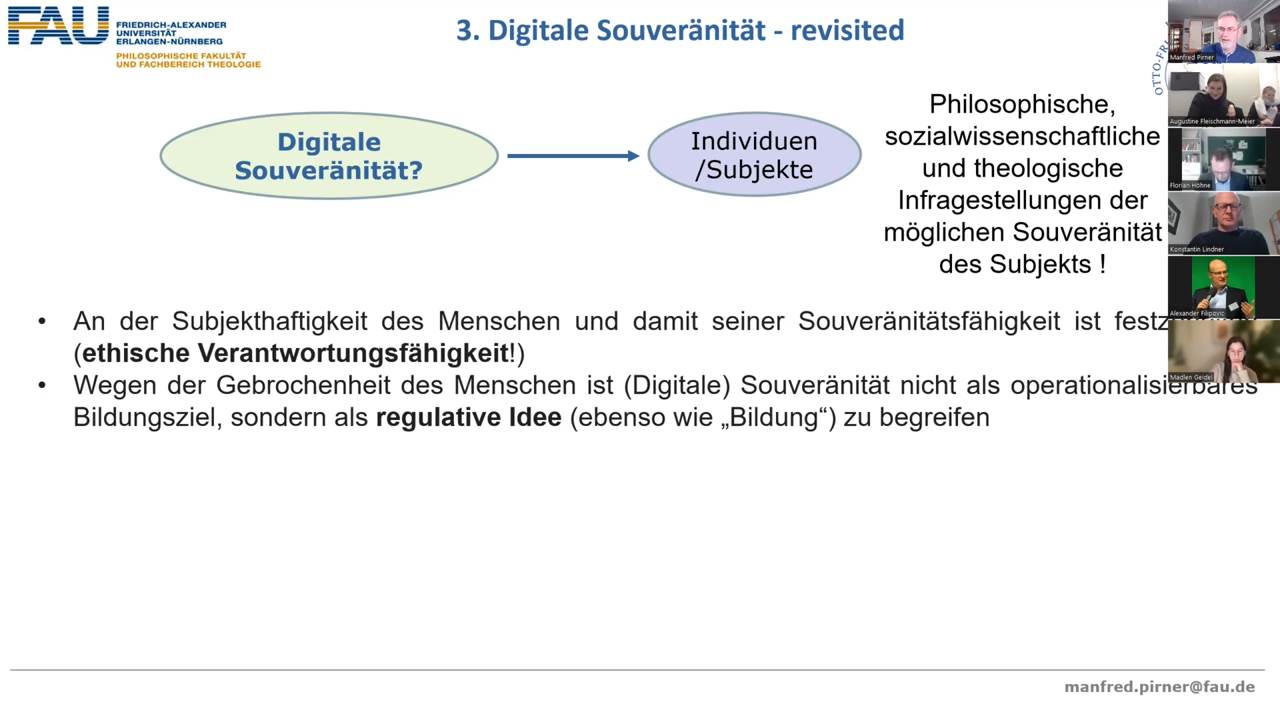 FAU
FRIEDRICH-ALEXANDER
UNIVERSITÄT
ERLANGEN-NÜRNBERG
PHILOSOPHISCHE FAKULTÄT
UND FACHBEREICH THEOLOGIE
3. Digitale Souveränität - revisited
OTTO-FRI
Digitale
Souveränität?
Individuen
/Subjekte
Philosophische,
sozialwissenschaftliche
und theologische
Infragestellungen der
möglichen Souveränität
des Subjekts !
• An der Subjekthaftigkeit des Menschen und damit seiner Souveränitätsfähigkeit ist
(ethische Verantwortungsfähigkeit!)
• Wegen der Gebrochenheit des Menschen ist (Digitale) Souveränität nicht als operationalisierbares
Bildungsziel, sondern als regulative Idee (ebenso wie „Bildung“) zu begreifen
Manfred Pirner
Augustine Fleischmann-Meier
Florian Höhne
Konstantin Lindner
Alexander Filipovic
Madlen Geidel
manfred.pirner@fau.de